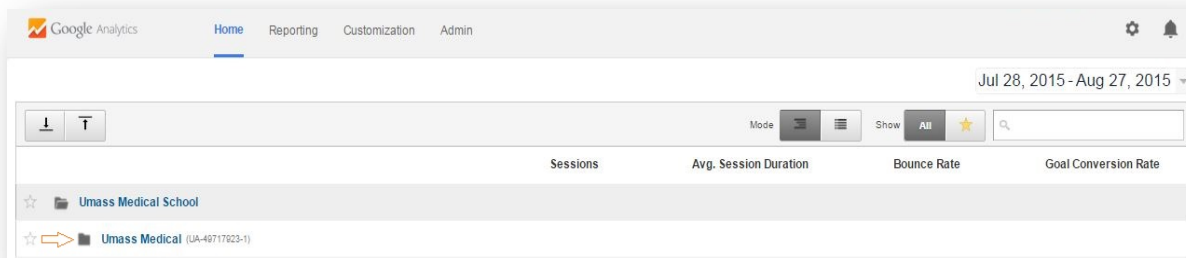 Google Analytics Home Reporting Customization Admin
Jul 28, 2015 - Aug 27, 2015
Mode Show All
Sessions Avg. Session Duration Bounce Rate Goal Conversion Rate
Umass Medical School
Umass Medical (UA-49717923-1)